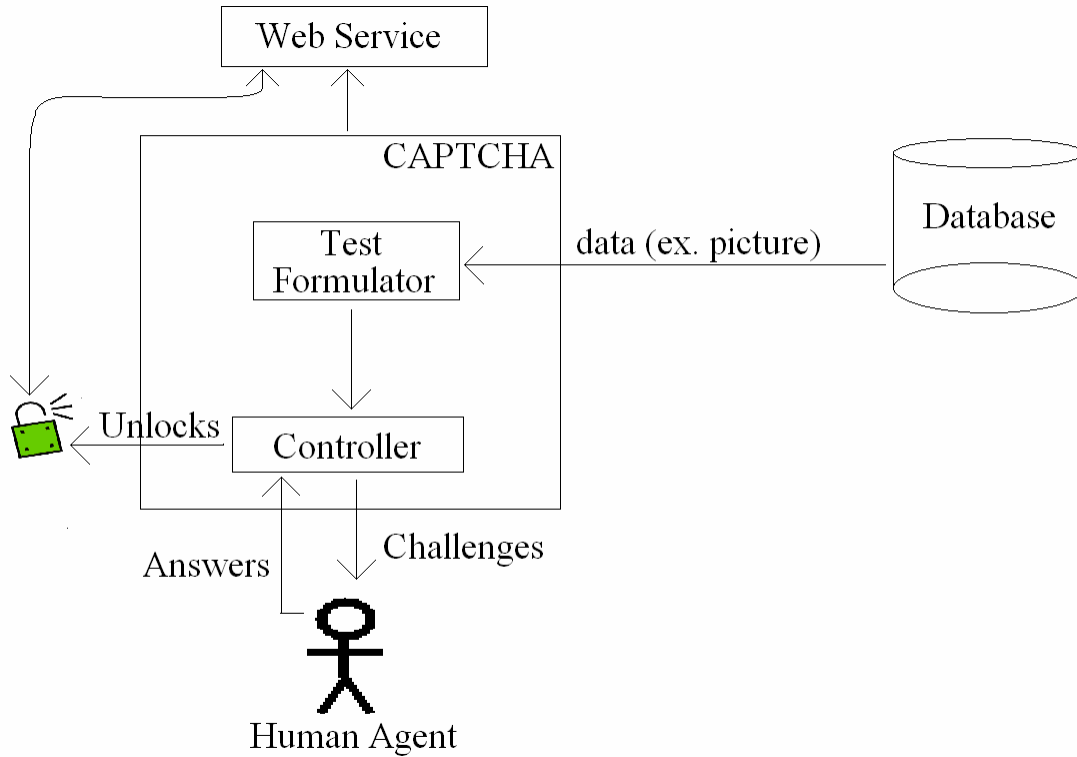 Web Service
CAPTCHA
Test
Formulator
data (ex. picture)
Database
Unlocks
Controller
Answers
Challenges
Human Agent